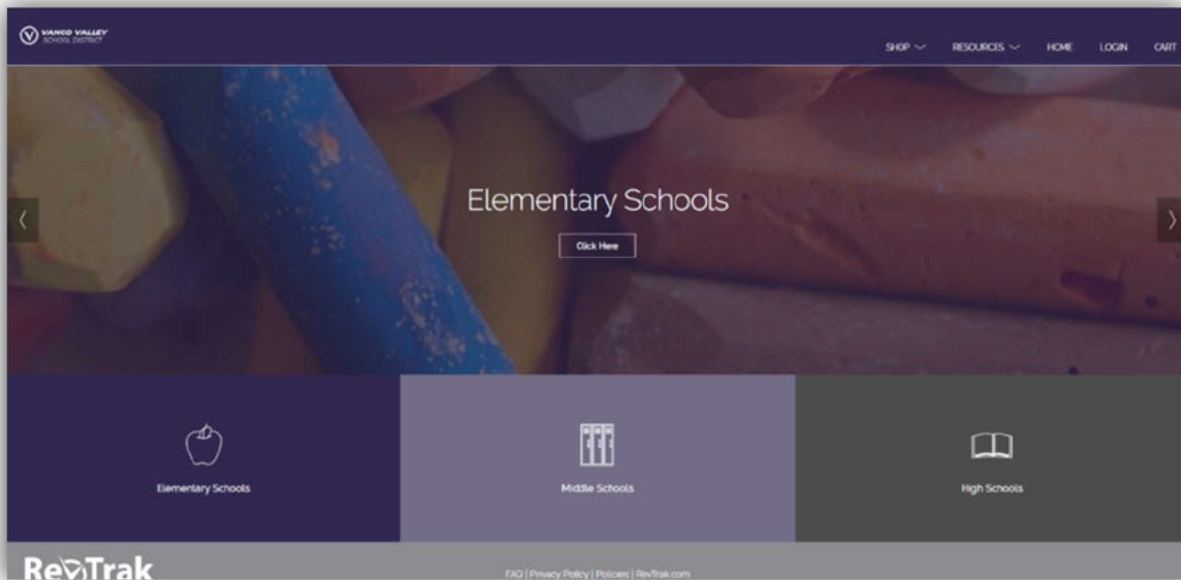 VANCO VALLEY
SCHOOL DISTRICT
SHOP RESOURCES HOME LOGIN CART
Elementary Schools
Click Here
Elementary Schools Middle Schools High Schools
RevTrak
FAQ | Privacy Policy | Policies | RevTrak.com